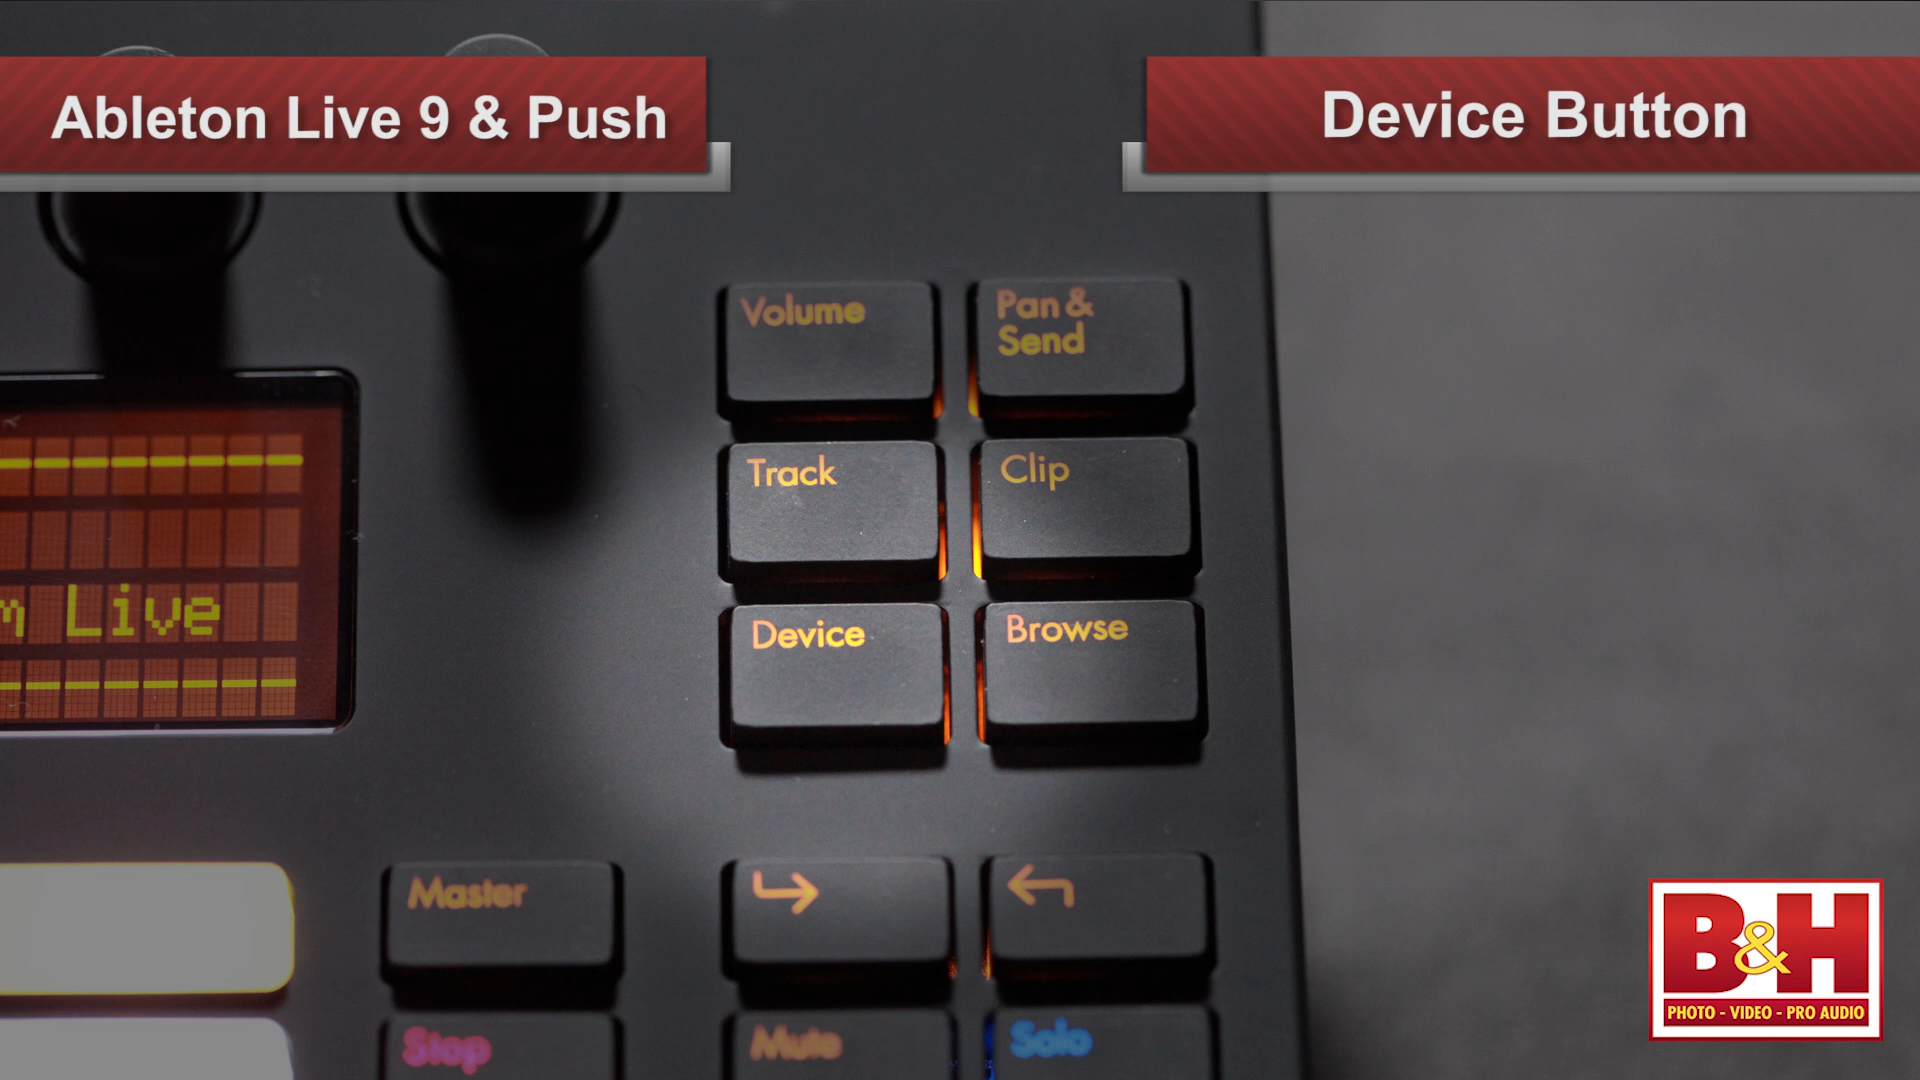 Ableton Live 9 & Push
Device Button
Volume
Pan &
Send
Track
Clip
Live
Device
Browse
Master
Stop
Mute
Solo
B&H
PHOTO - VIDEO - PRO AUDIO